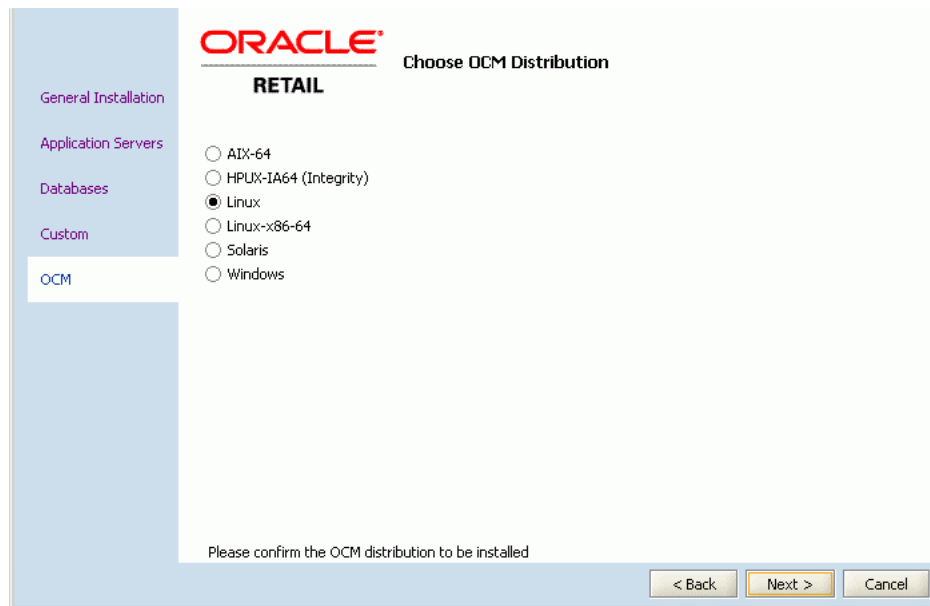 ORACLE®
RETAIL
Choose OCM Distribution
General Installation
Application Servers
Databases
Custom
OCM
AIX-64
HPUX-IA64 (Integrity)
Linux
Linux-x86-64
Solaris
Windows
Please confirm the OCM distribution to be installed
< Back
Next >
Cancel